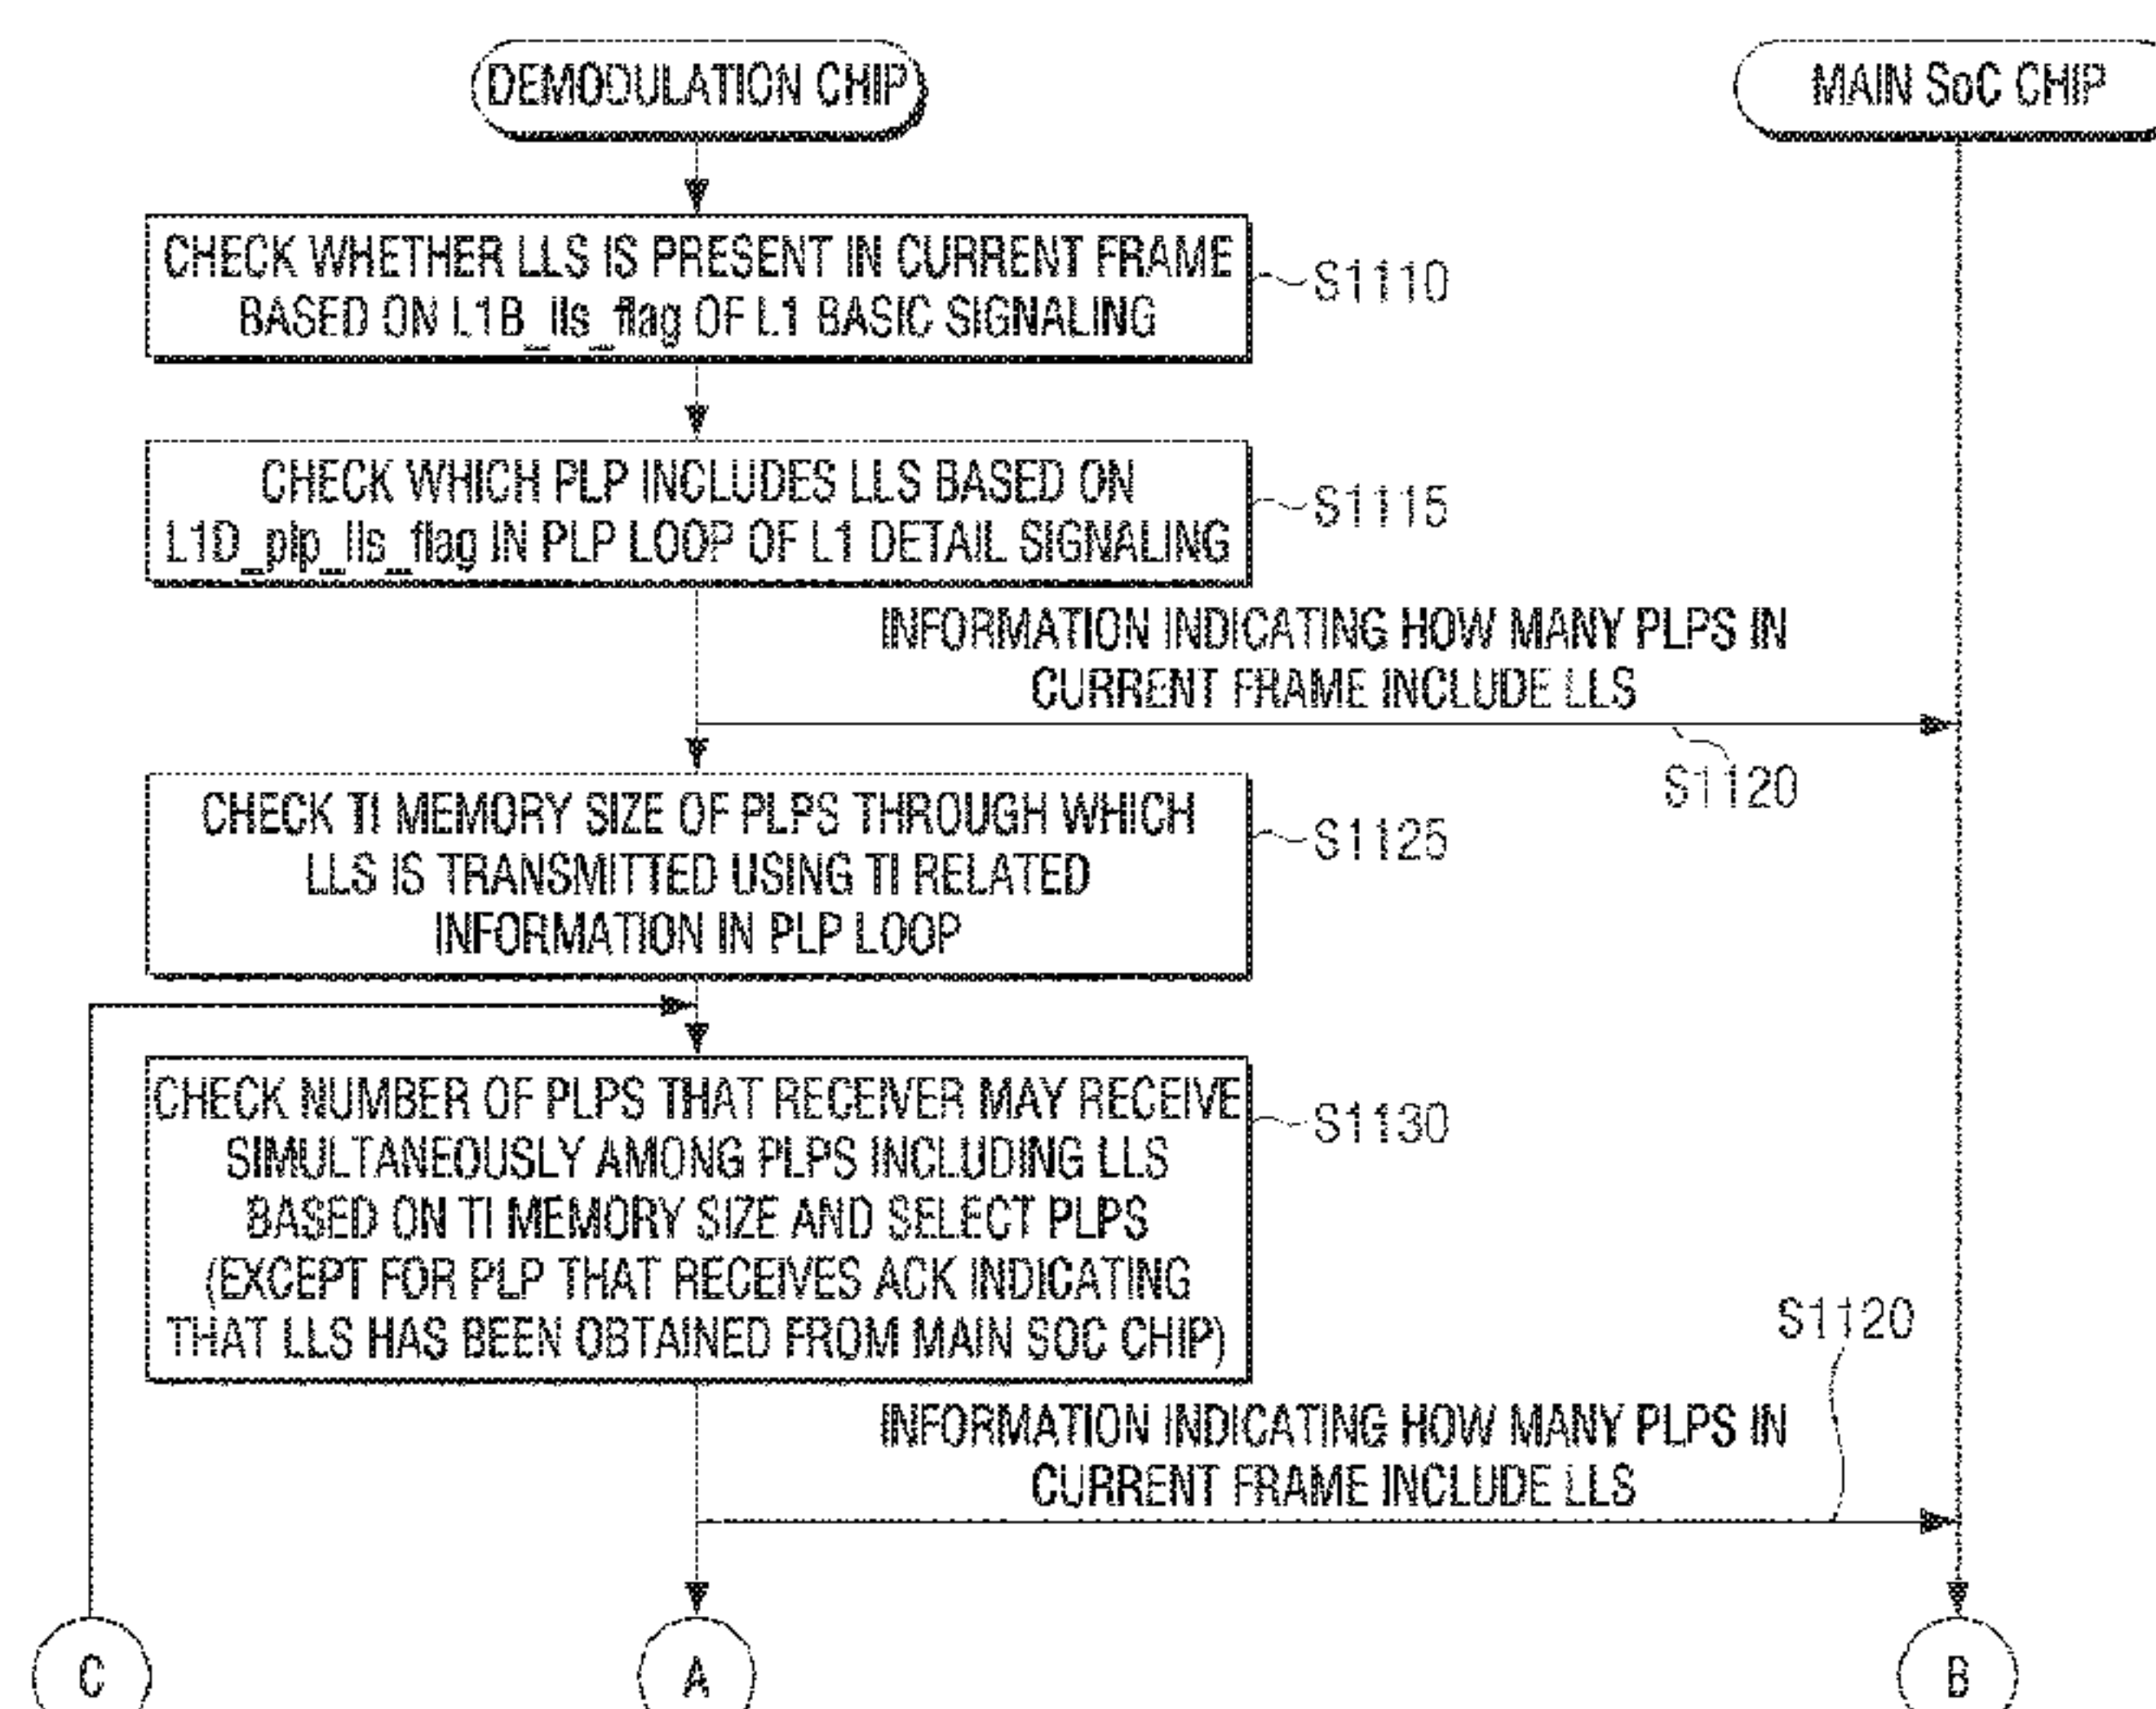 DEMODULATION CHIP
MAIN SoC CHIP
CHECK WHETHER LLS IS PRESENT IN CURRENT FRAME
BASED ON L1B_lls_flag OF L1 BASIC SIGNALING
S1110
CHECK WHICH PLP INCLUDES LLS BASED ON
L1D_plp_lls_flag IN PLP LOOP OF L1 DETAIL SIGNALING
S1115
INFORMATION INDICATING HOW MANY PLPS IN
CURRENT FRAME INCLUDE LLS
S1120
CHECK TI MEMORY SIZE OF PLPS THROUGH WHICH
LLS IS TRANSMITTED USING TI RELATED
INFORMATION IN PLP LOOP
S1125
CHECK NUMBER OF PLPS THAT RECEIVER MAY RECEIVE
SIMULTANEOUSLY AMONG PLPS INCLUDING LLS
BASED ON TI MEMORY SIZE AND SELECT PLPS
(EXCEPT FOR PLP THAT RECEIVES ACK INDICATING
THAT LLS HAS BEEN OBTAINED FROM MAIN SOC CHIP)
S1130
S1120
INFORMATION INDICATING HOW MANY PLPS IN
CURRENT FRAME INCLUDE LLS
C
A
B